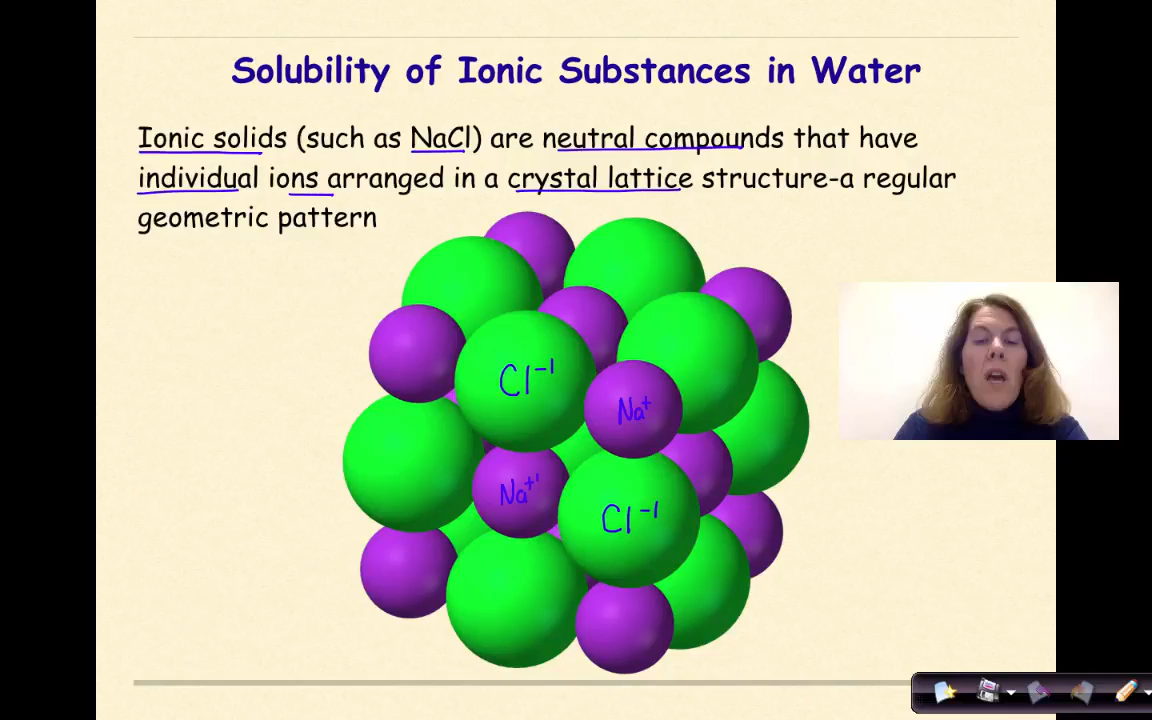 Solubility of Ionic Substances in Water
Ionic solids (such as NaCl) are neutral compounds that have
individual ions arranged in a crystal lattice structure-a regular
geometric pattern
Cl⁻¹
Na⁺
Na⁺¹
Cl⁻¹